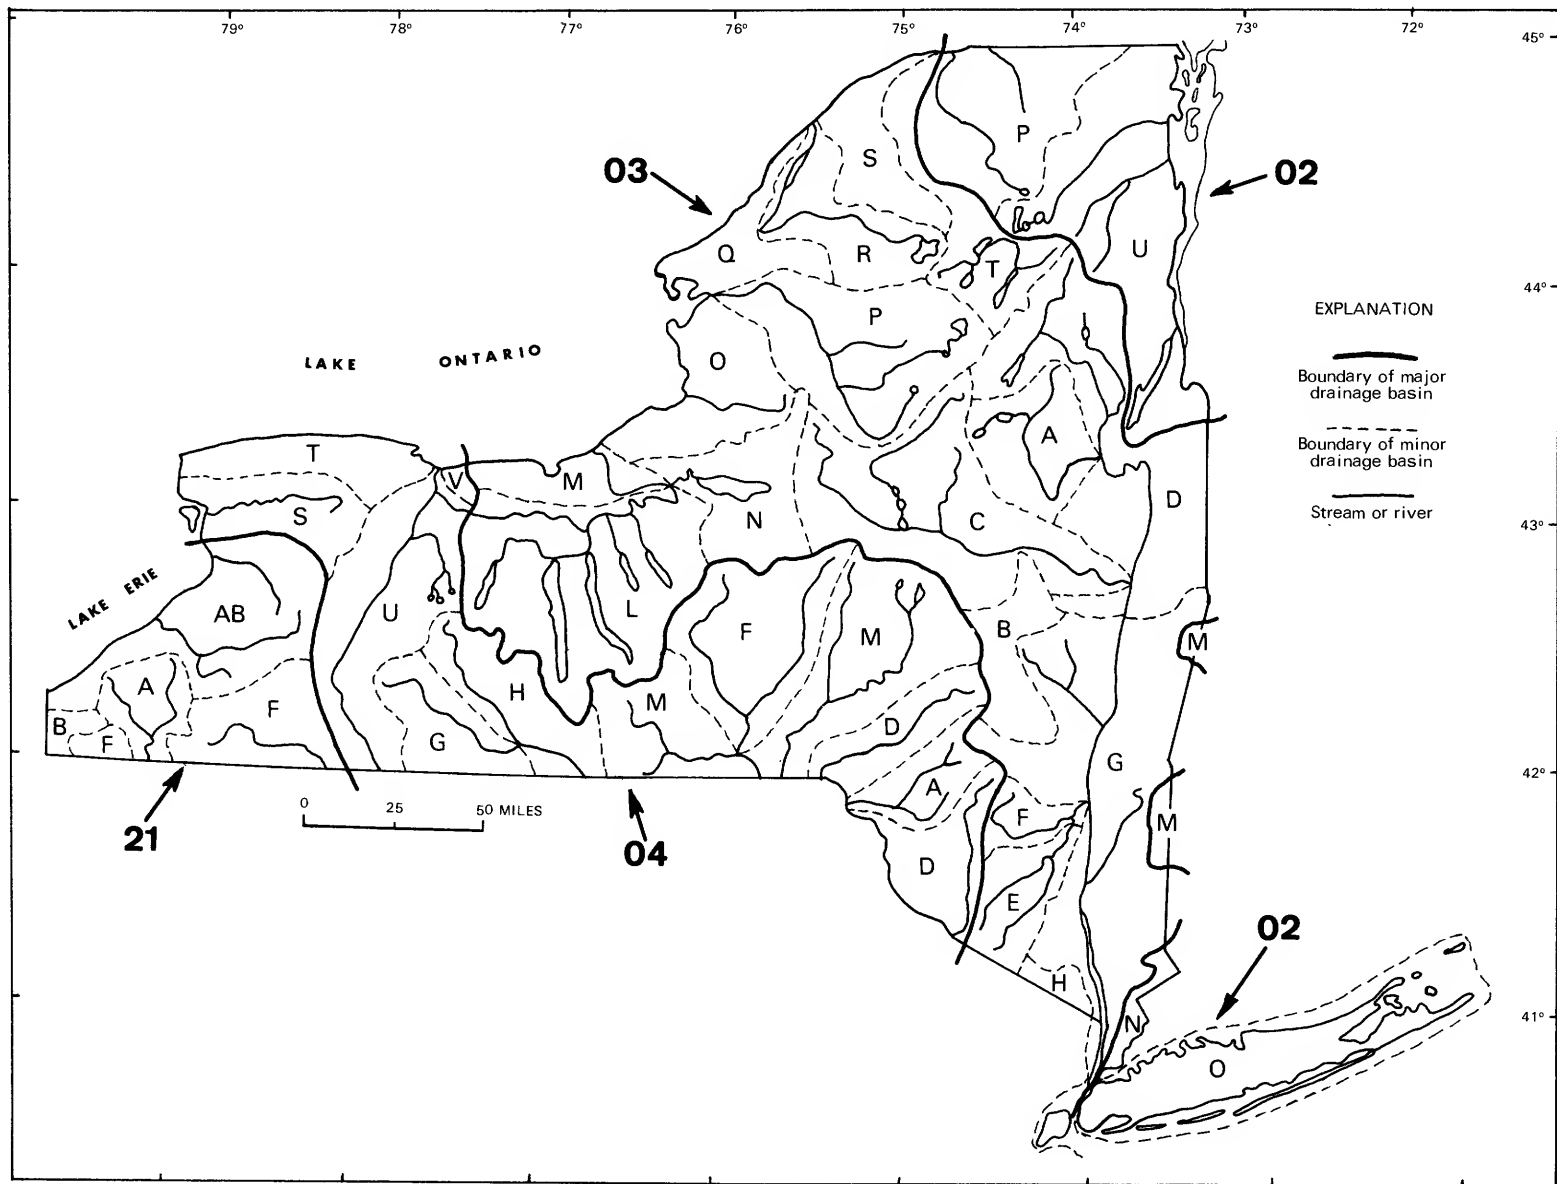 79° 78° 77° 76° 75° 74° 73° 72°
45°
P
S
03
02
U
Q
R
T
44°
EXPLANATION
P
I
LAKE ONTARIO
O
Boundary of major
drainage basin
A
Boundary of minor
drainage basin
T
V
M
D
Stream or river
S
N
C
43°
LAKE ERIE
AB
U
L
F
M
B
M
A
H
M
F
B
F
G
D
G
42°
A
0 25 50 MILES
F
M
21
04
D
E
02
H
N
41°
O